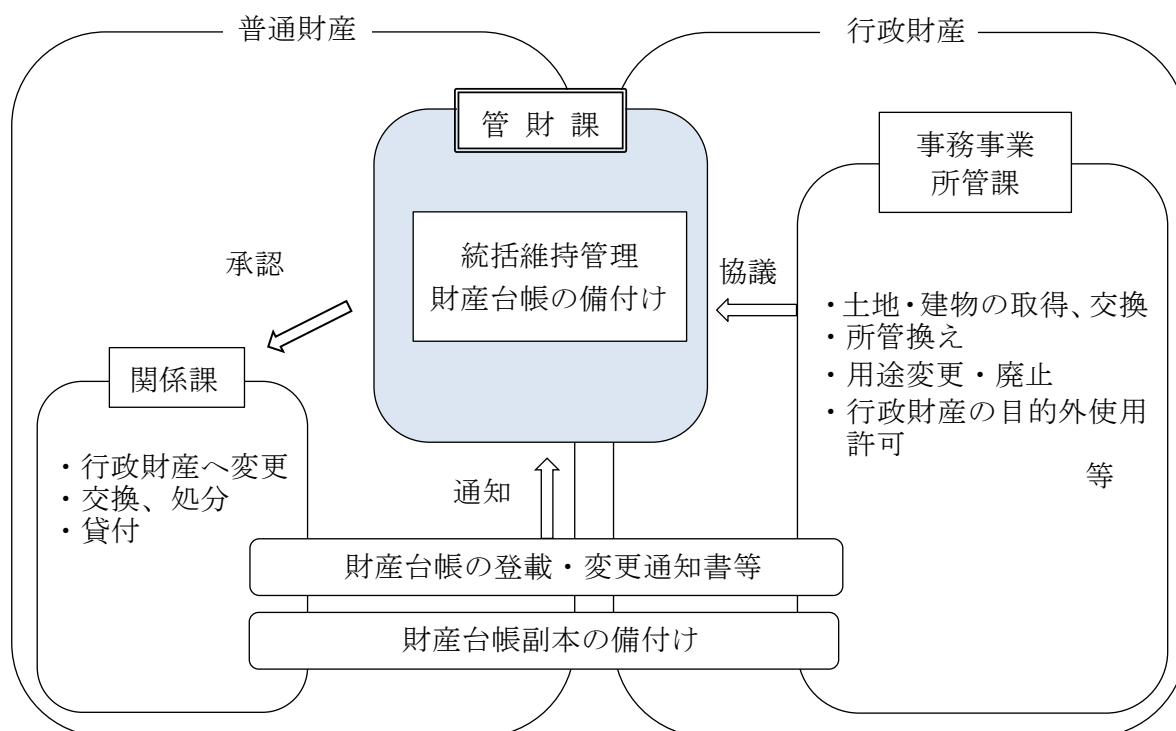 普通財産
行政財産
管 財 課
事務事業
所管課
統括維持管理
財産台帳の備付け
承認
協議
・土地・建物の取得、交換
・所管換え
・用途変更・廃止
・行政財産の目的外使用
許可
等
関係課
・行政財産へ変更
・交換、処分
・貸付
通知
財産台帳の登載・変更通知書等
財産台帳副本の備付け